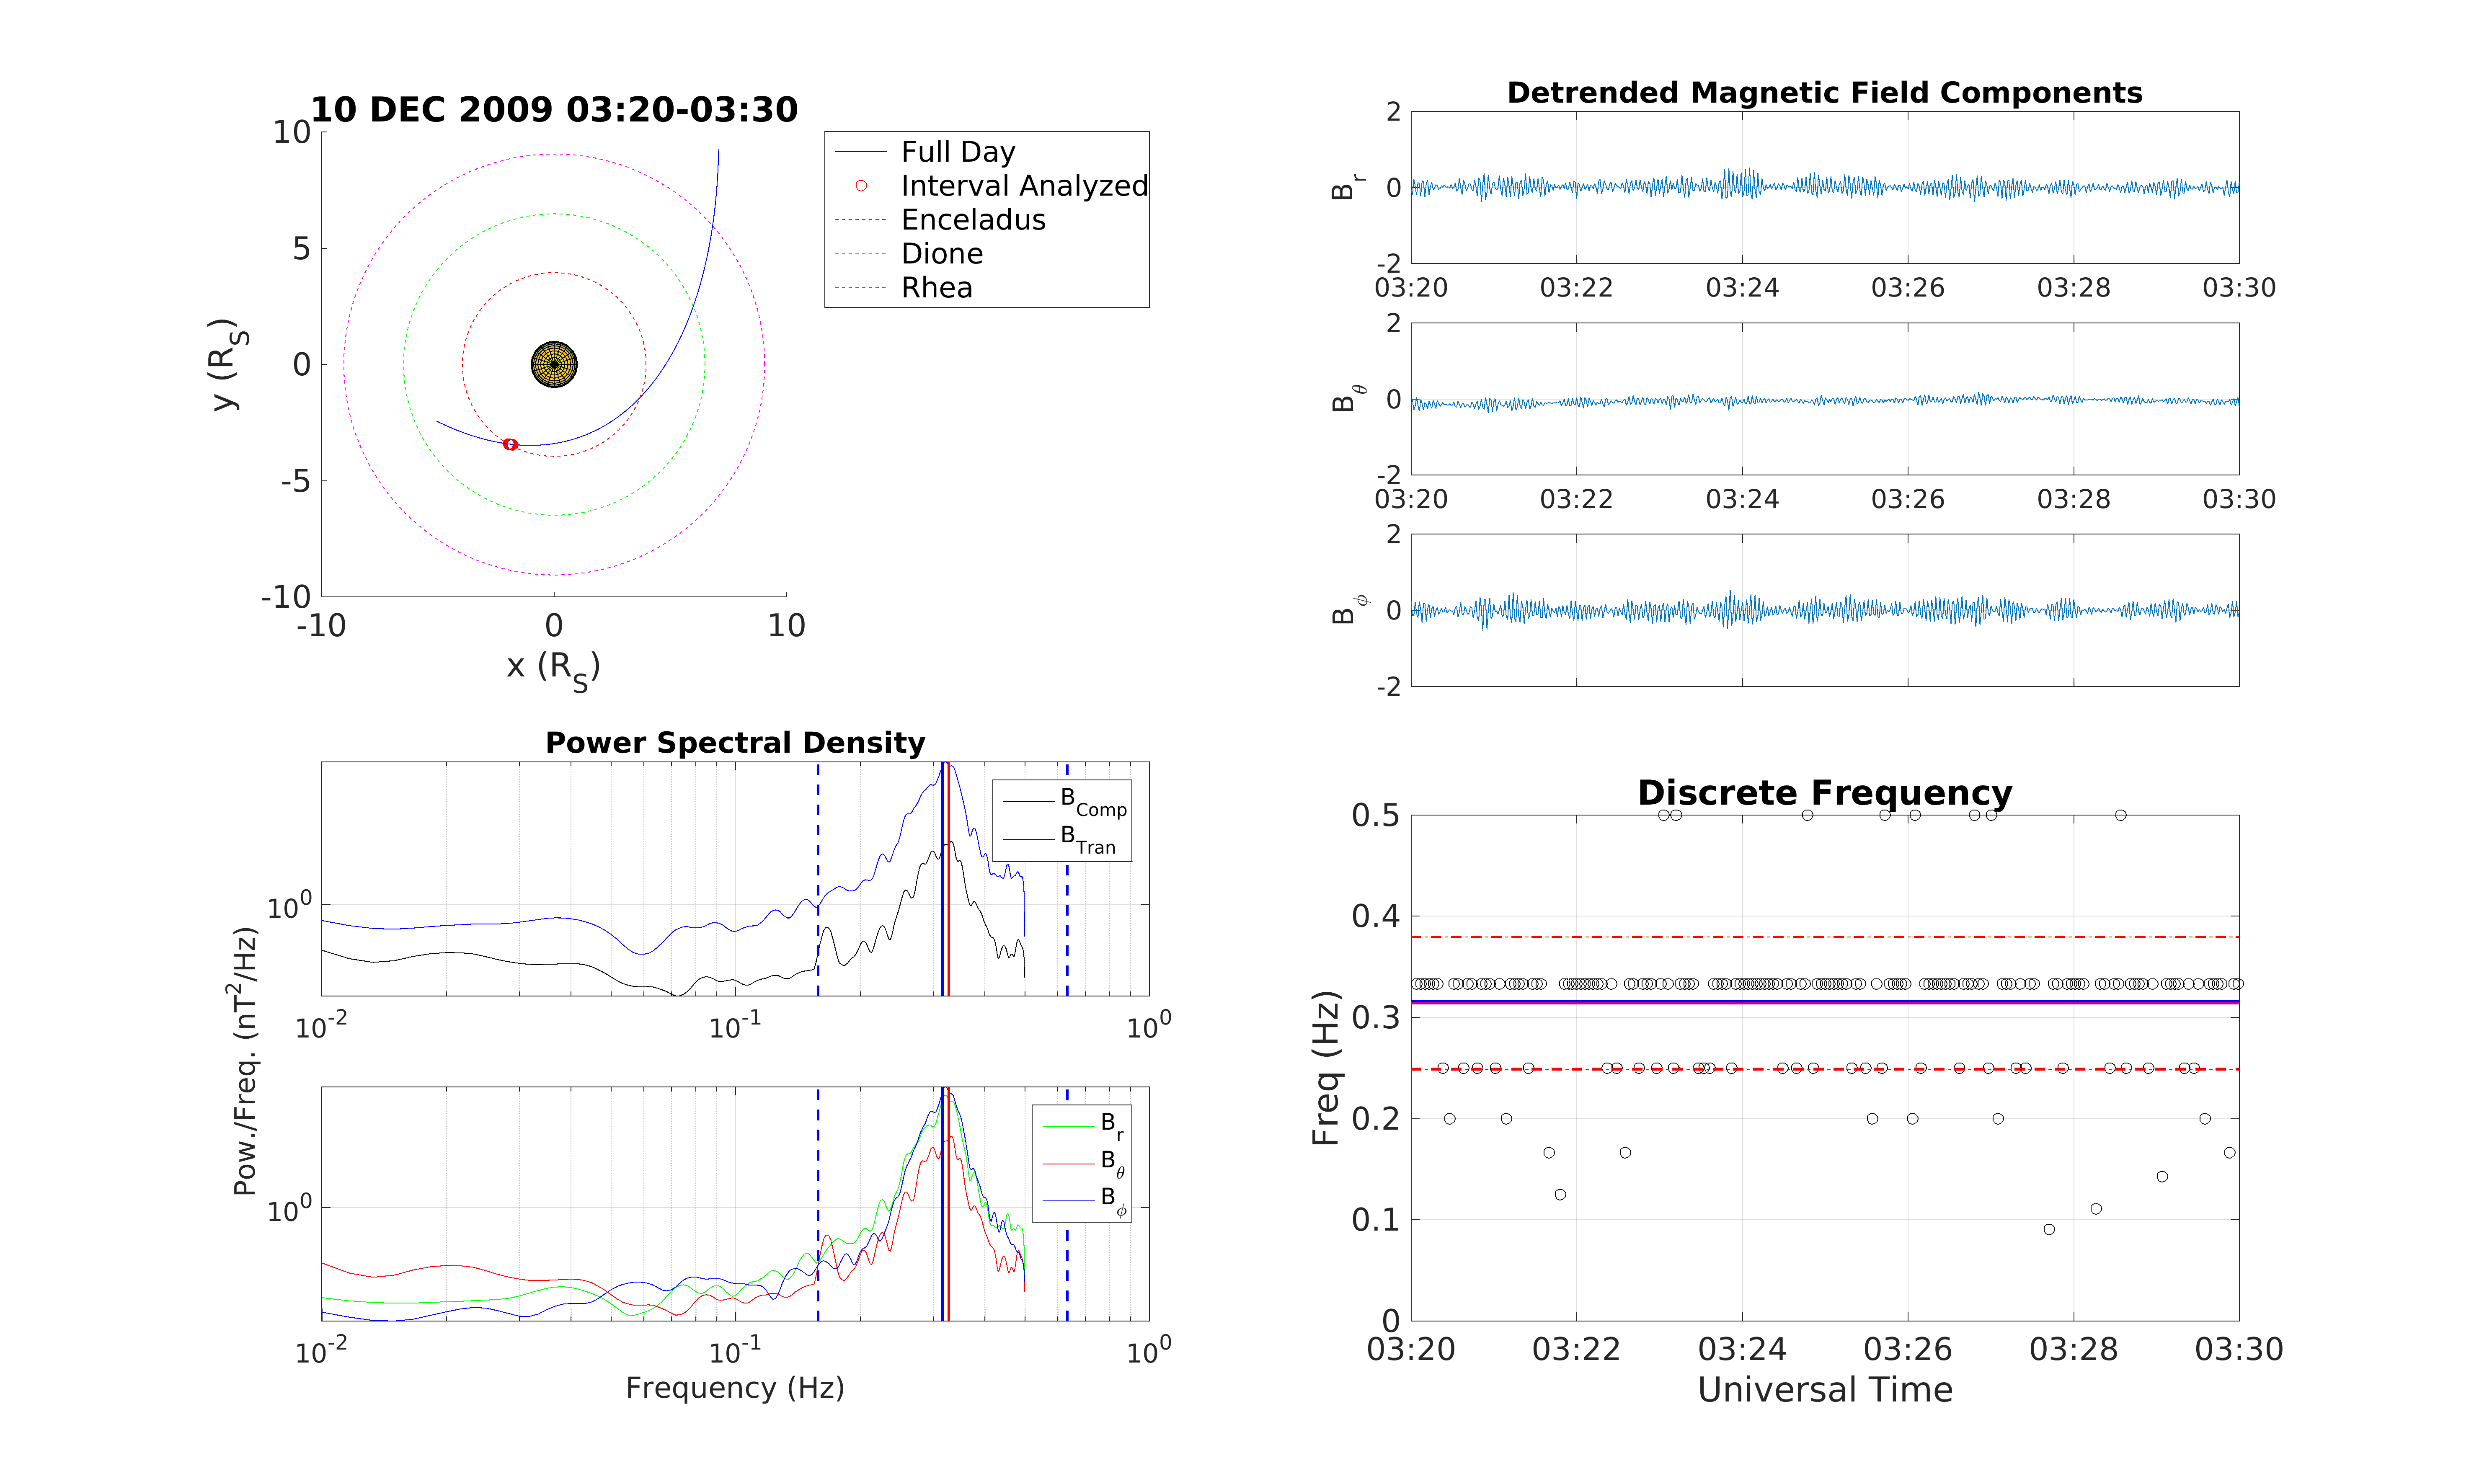 10 DEC 2009 03:20-03:30
10
5
0
-5
-10
-10
0
10
y (R_S)
x (R_S)
Full Day
Interval Analyzed
Enceladus
Dione
Rhea
Detrended Magnetic Field Components
2
0
-2
B_r
03:20
03:22
03:24
03:26
03:28
03:30
2
0
-2
B_θ
03:20
03:22
03:24
03:26
03:28
03:30
2
0
-2
B_ϕ
Power Spectral Density
10^0
B_Comp
B_Tran
10^-2
10^-1
10^0
Pow./Freq. (nT^2/Hz)
10^0
B_r
B_θ
B_ϕ
10^-2
10^-1
10^0
Frequency (Hz)
Discrete Frequency
0.5
0.4
0.3
0.2
0.1
0
Freq (Hz)
03:20
03:22
03:24
03:26
03:28
03:30
Universal Time